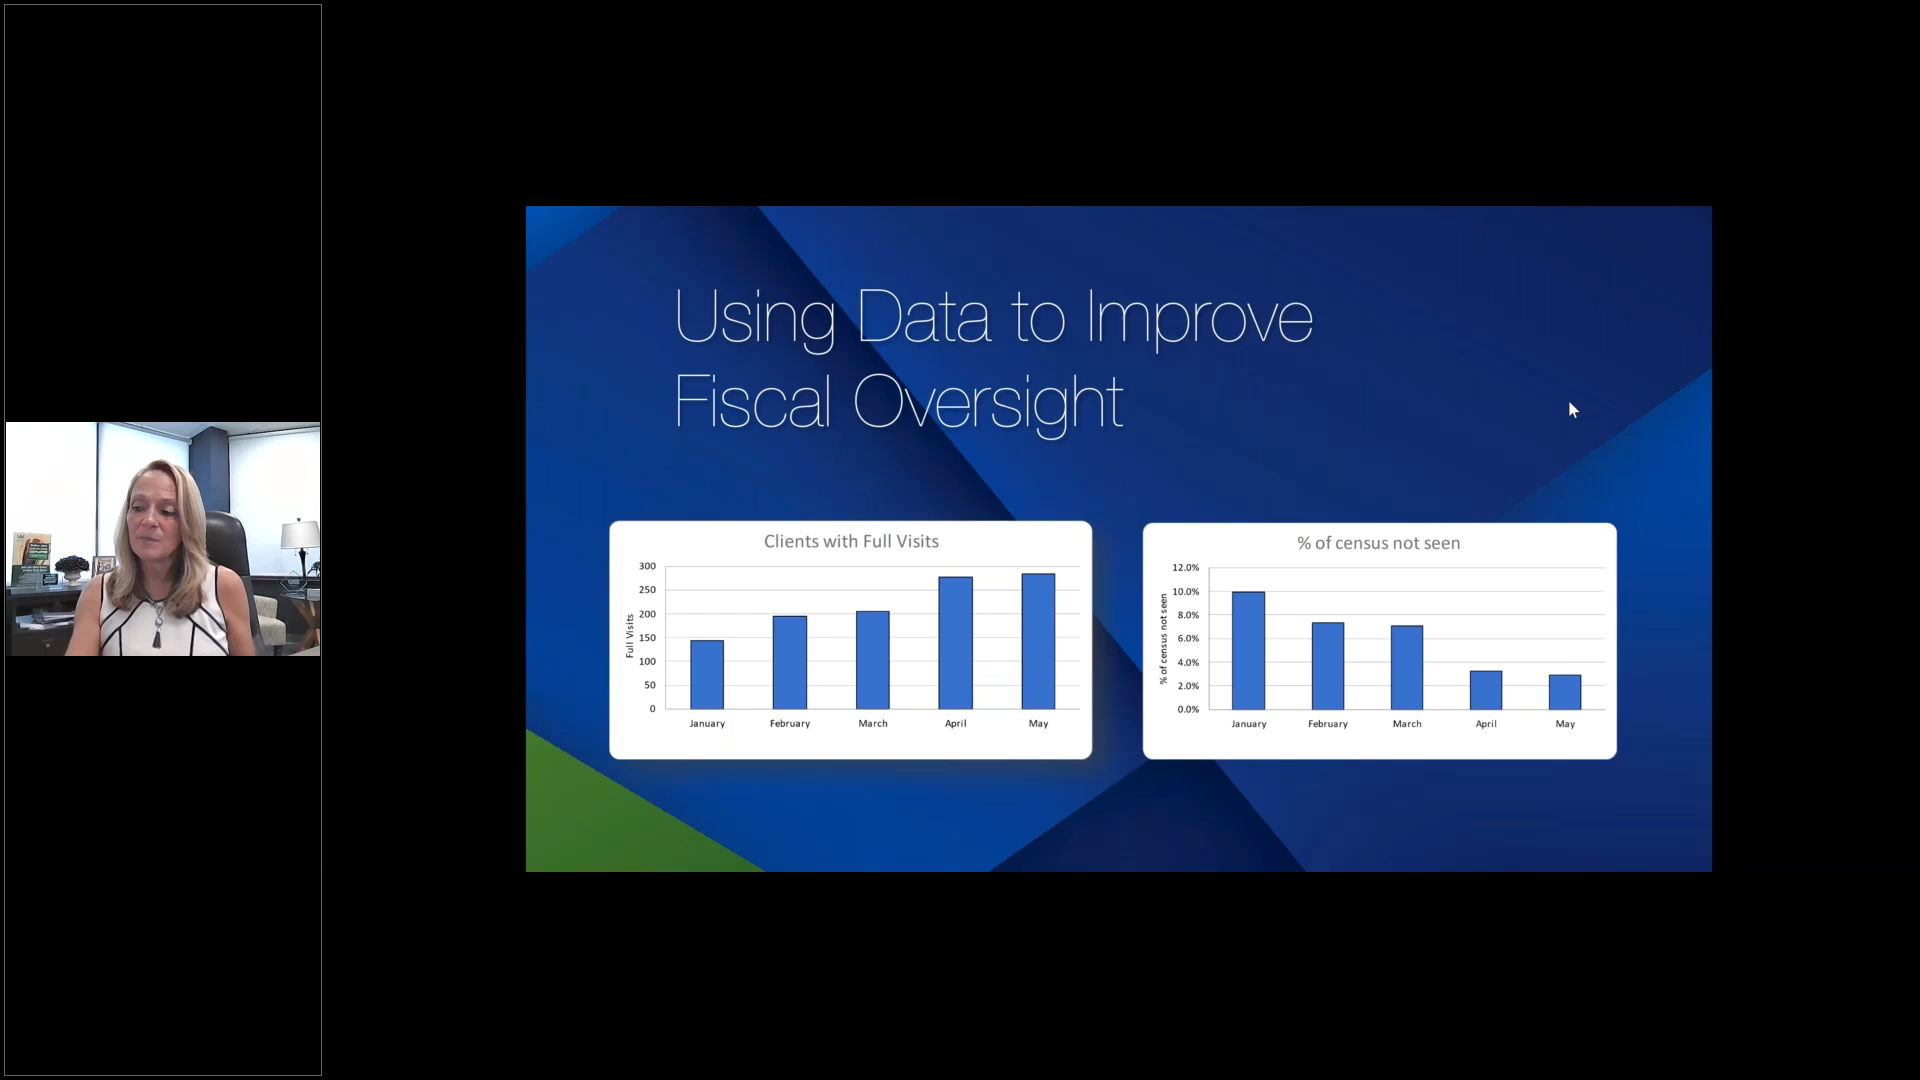 Using Data to Improve
Fiscal Oversight
Clients with Full Visits
Full Visits
300
250
200
150
100
50
0
January February March April May
% of census not seen
% of census not seen
12.0%
10.0%
8.0%
6.0%
4.0%
2.0%
0.0%
January February March April May